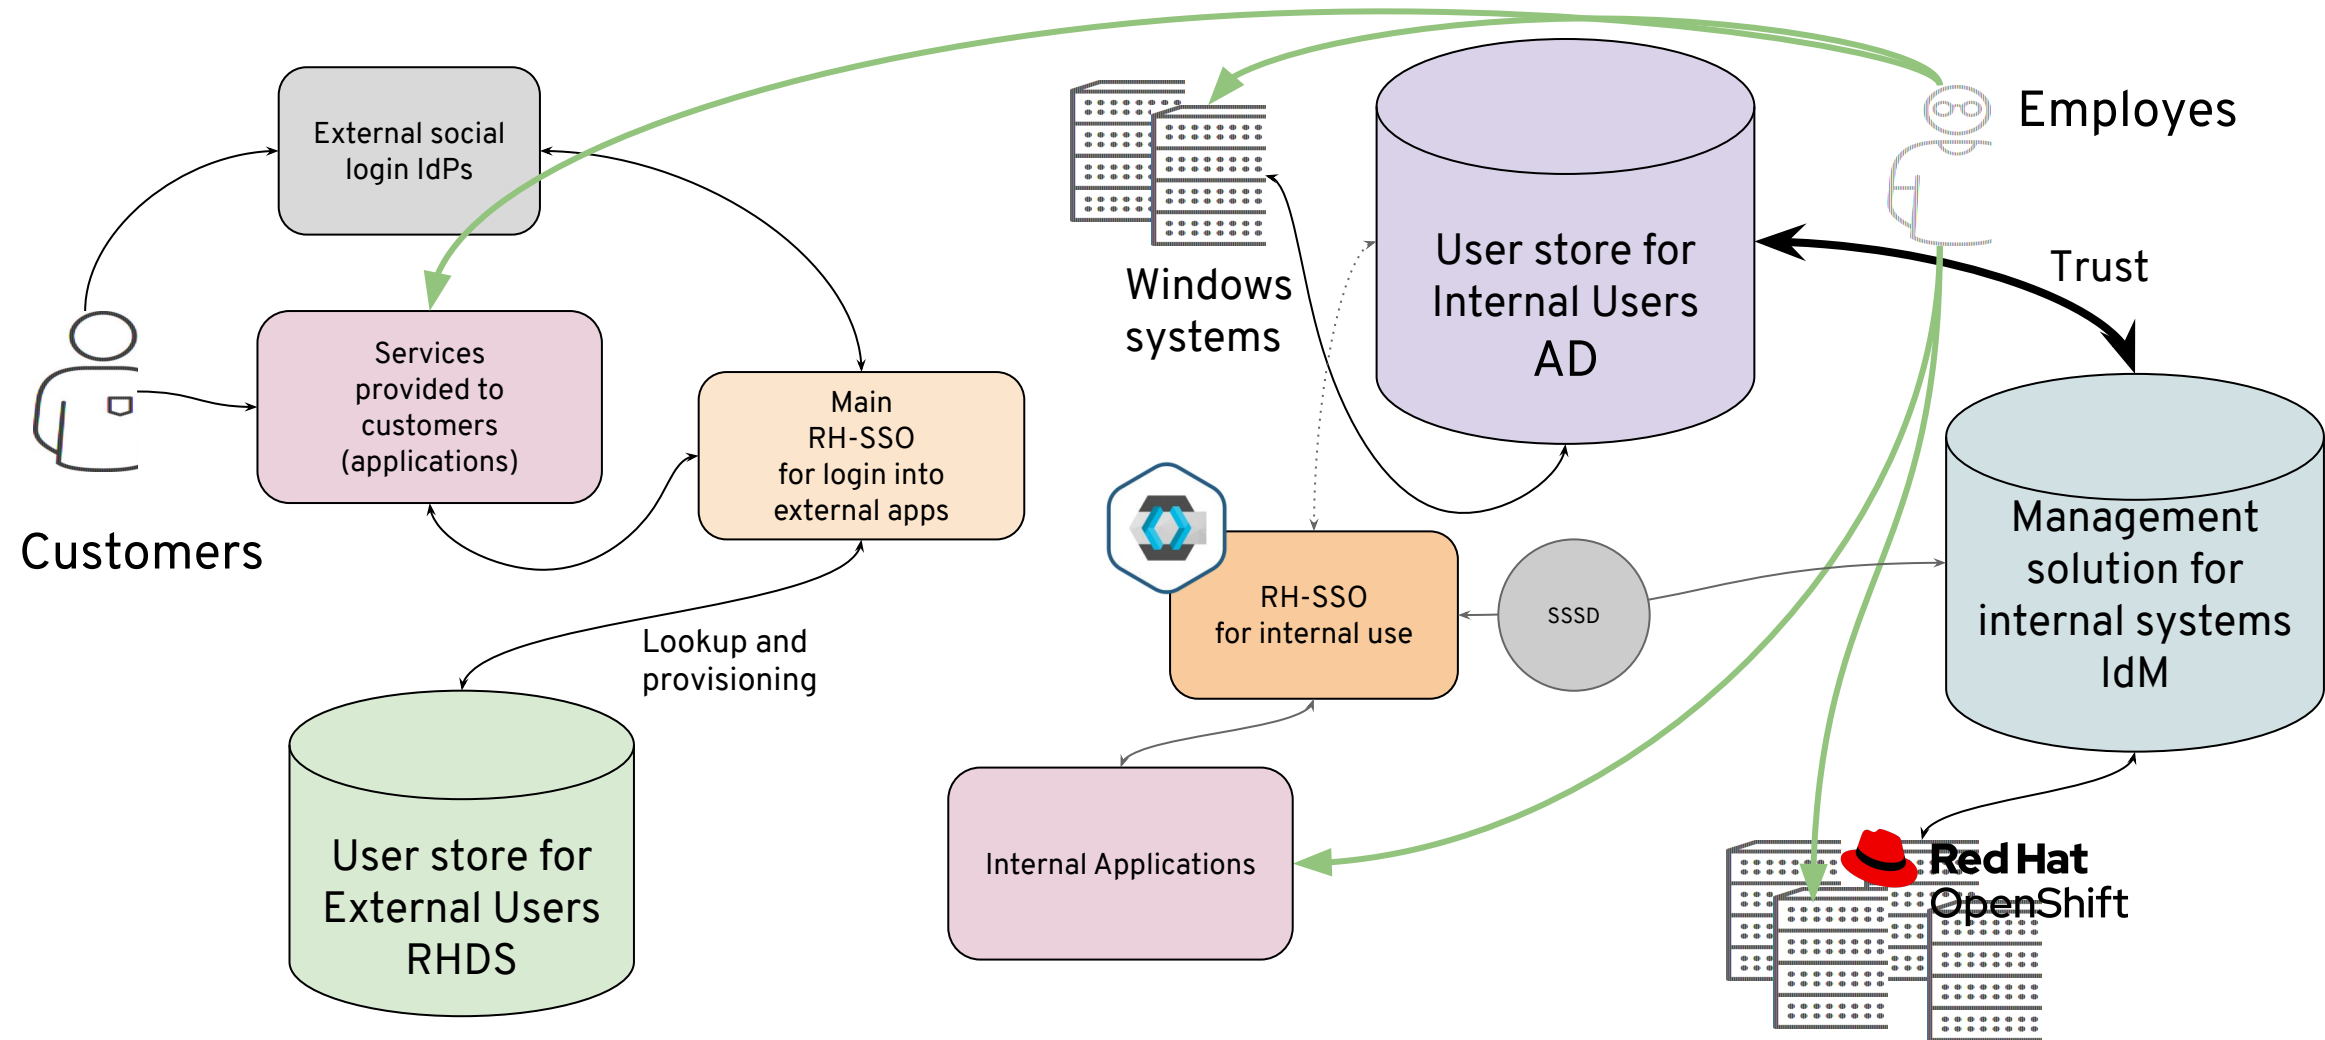 Employes
External social
login IdPs
User store for
Internal Users
AD
Trust
Windows
systems
Services
provided to
customers
(applications)
Main
RH-SSO
for login into
external apps
Customers
Management
solution for
internal systems
IdM
RH-SSO
for internal use
SSSD
Lookup and
provisioning
User store for
External Users
RHDS
Internal Applications
Red Hat
OpenShift